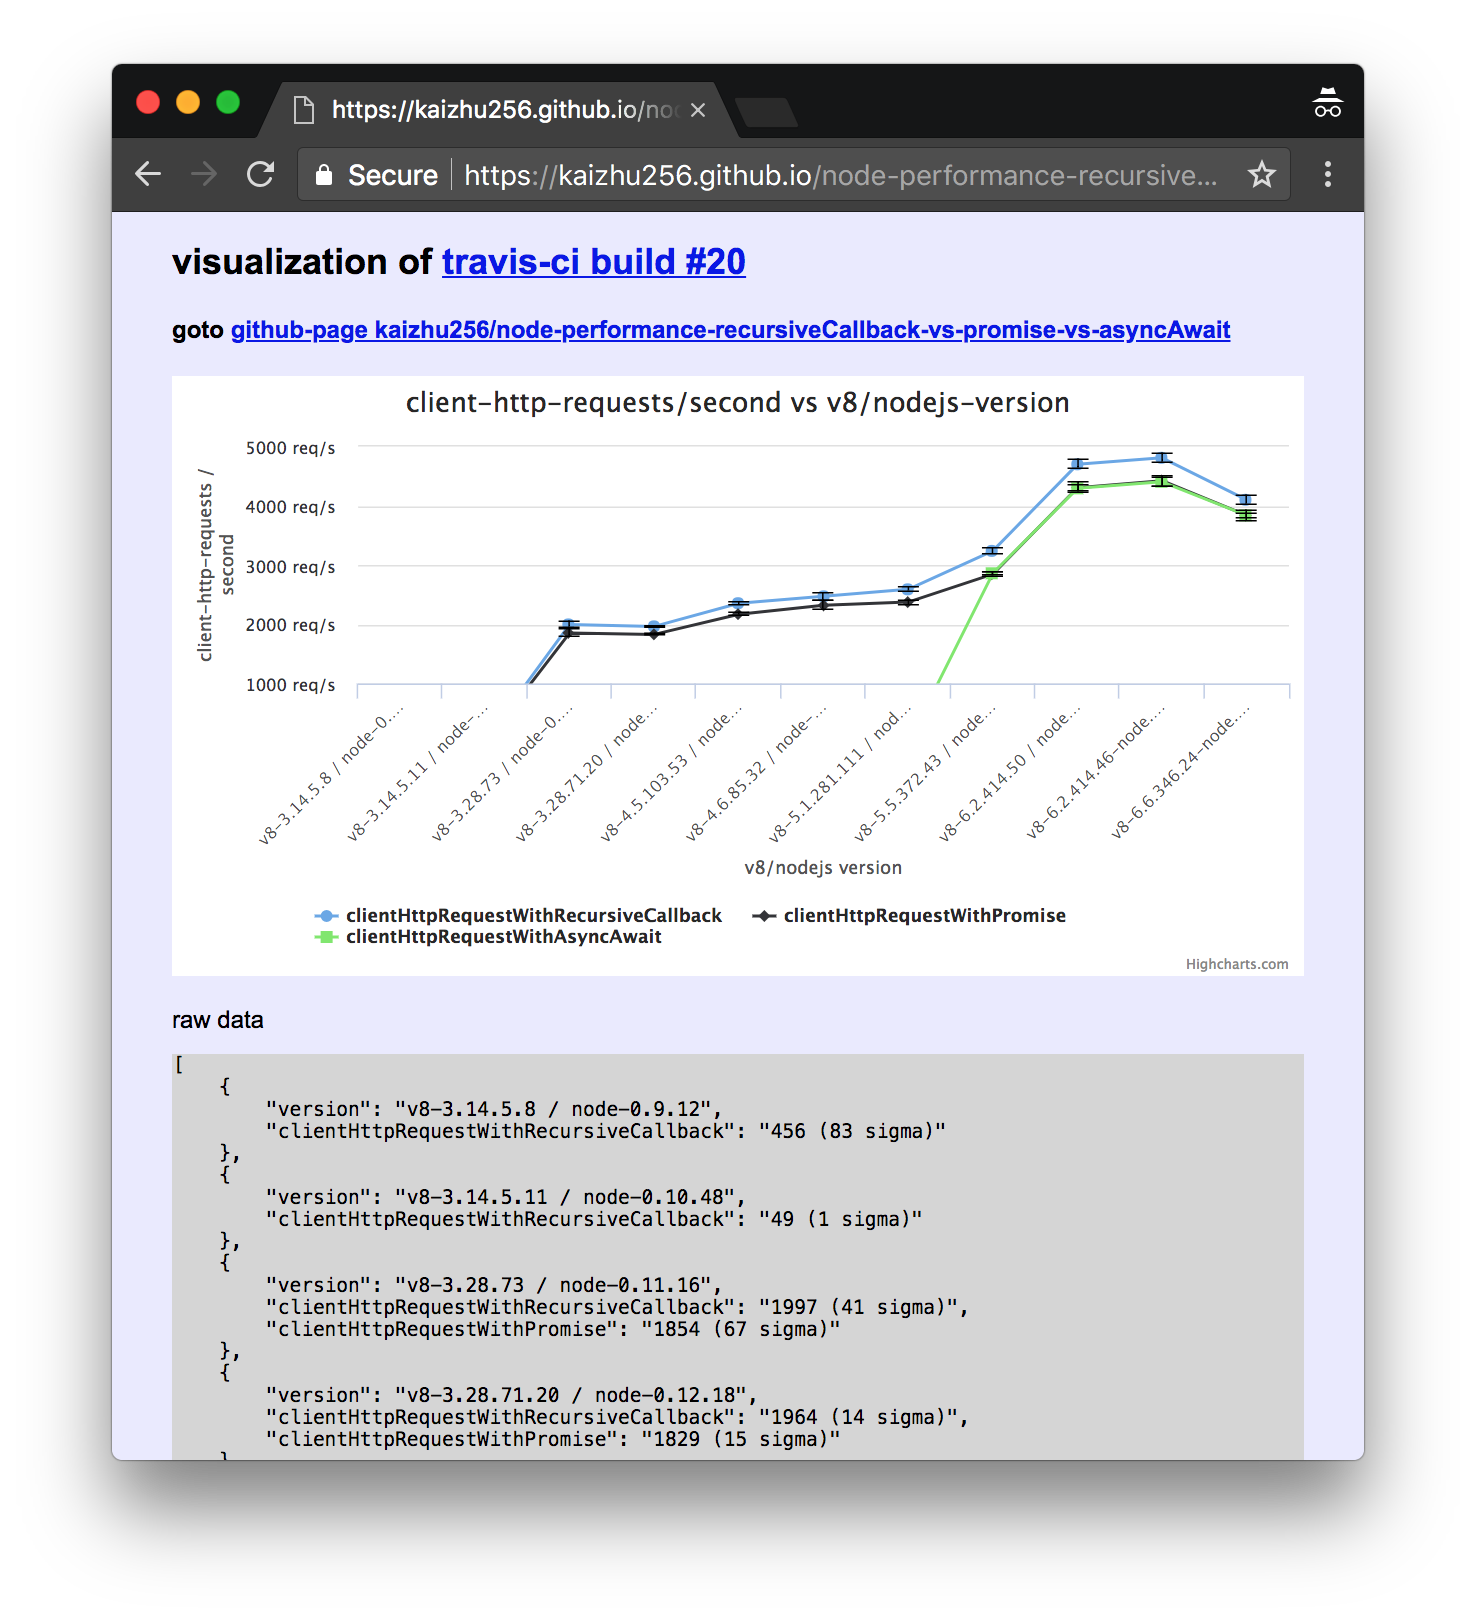 https://kaizhu256.github.io/nod
Secure https://kaizhu256.github.io/node-performance-recursive...
visualization of travis-ci build #20
goto github-page kaizhu256/node-performance-recursiveCallback-vs-promise-vs-asyncAwait
client-http-requests/second vs v8/nodejs-version
client-http-requests /
second
5000 req/s
4000 req/s
3000 req/s
2000 req/s
1000 req/s
v8-3.14.5.8 / node-0....
v8-3.14.5.11 / node-...
v8-3.28.73 / node-0....
v8-3.28.71.20 / node...
v8-4.5.103.53 / node...
v8-4.6.85.32 / node-...
v8-5.1.281.111 / nod...
v8-5.5.372.43 / node...
v8-6.2.414.50 / node...
v8-6.2.414.46-node....
v8-6.6.346.24-node....
v8/nodejs version
clientHttpRequestWithRecursiveCallback clientHttpRequestWithPromise
clientHttpRequestWithAsyncAwait
Highcharts.com
raw data
[
{
"version": "v8-3.14.5.8 / node-0.9.12",
"clientHttpRequestWithRecursiveCallback": "456 (83 sigma)"
},
{
"version": "v8-3.14.5.11 / node-0.10.48",
"clientHttpRequestWithRecursiveCallback": "49 (1 sigma)"
},
{
"version": "v8-3.28.73 / node-0.11.16",
"clientHttpRequestWithRecursiveCallback": "1997 (41 sigma)",
"clientHttpRequestWithPromise": "1854 (67 sigma)"
},
{
"version": "v8-3.28.71.20 / node-0.12.18",
"clientHttpRequestWithRecursiveCallback": "1964 (14 sigma)",
"clientHttpRequestWithPromise": "1829 (15 sigma)"